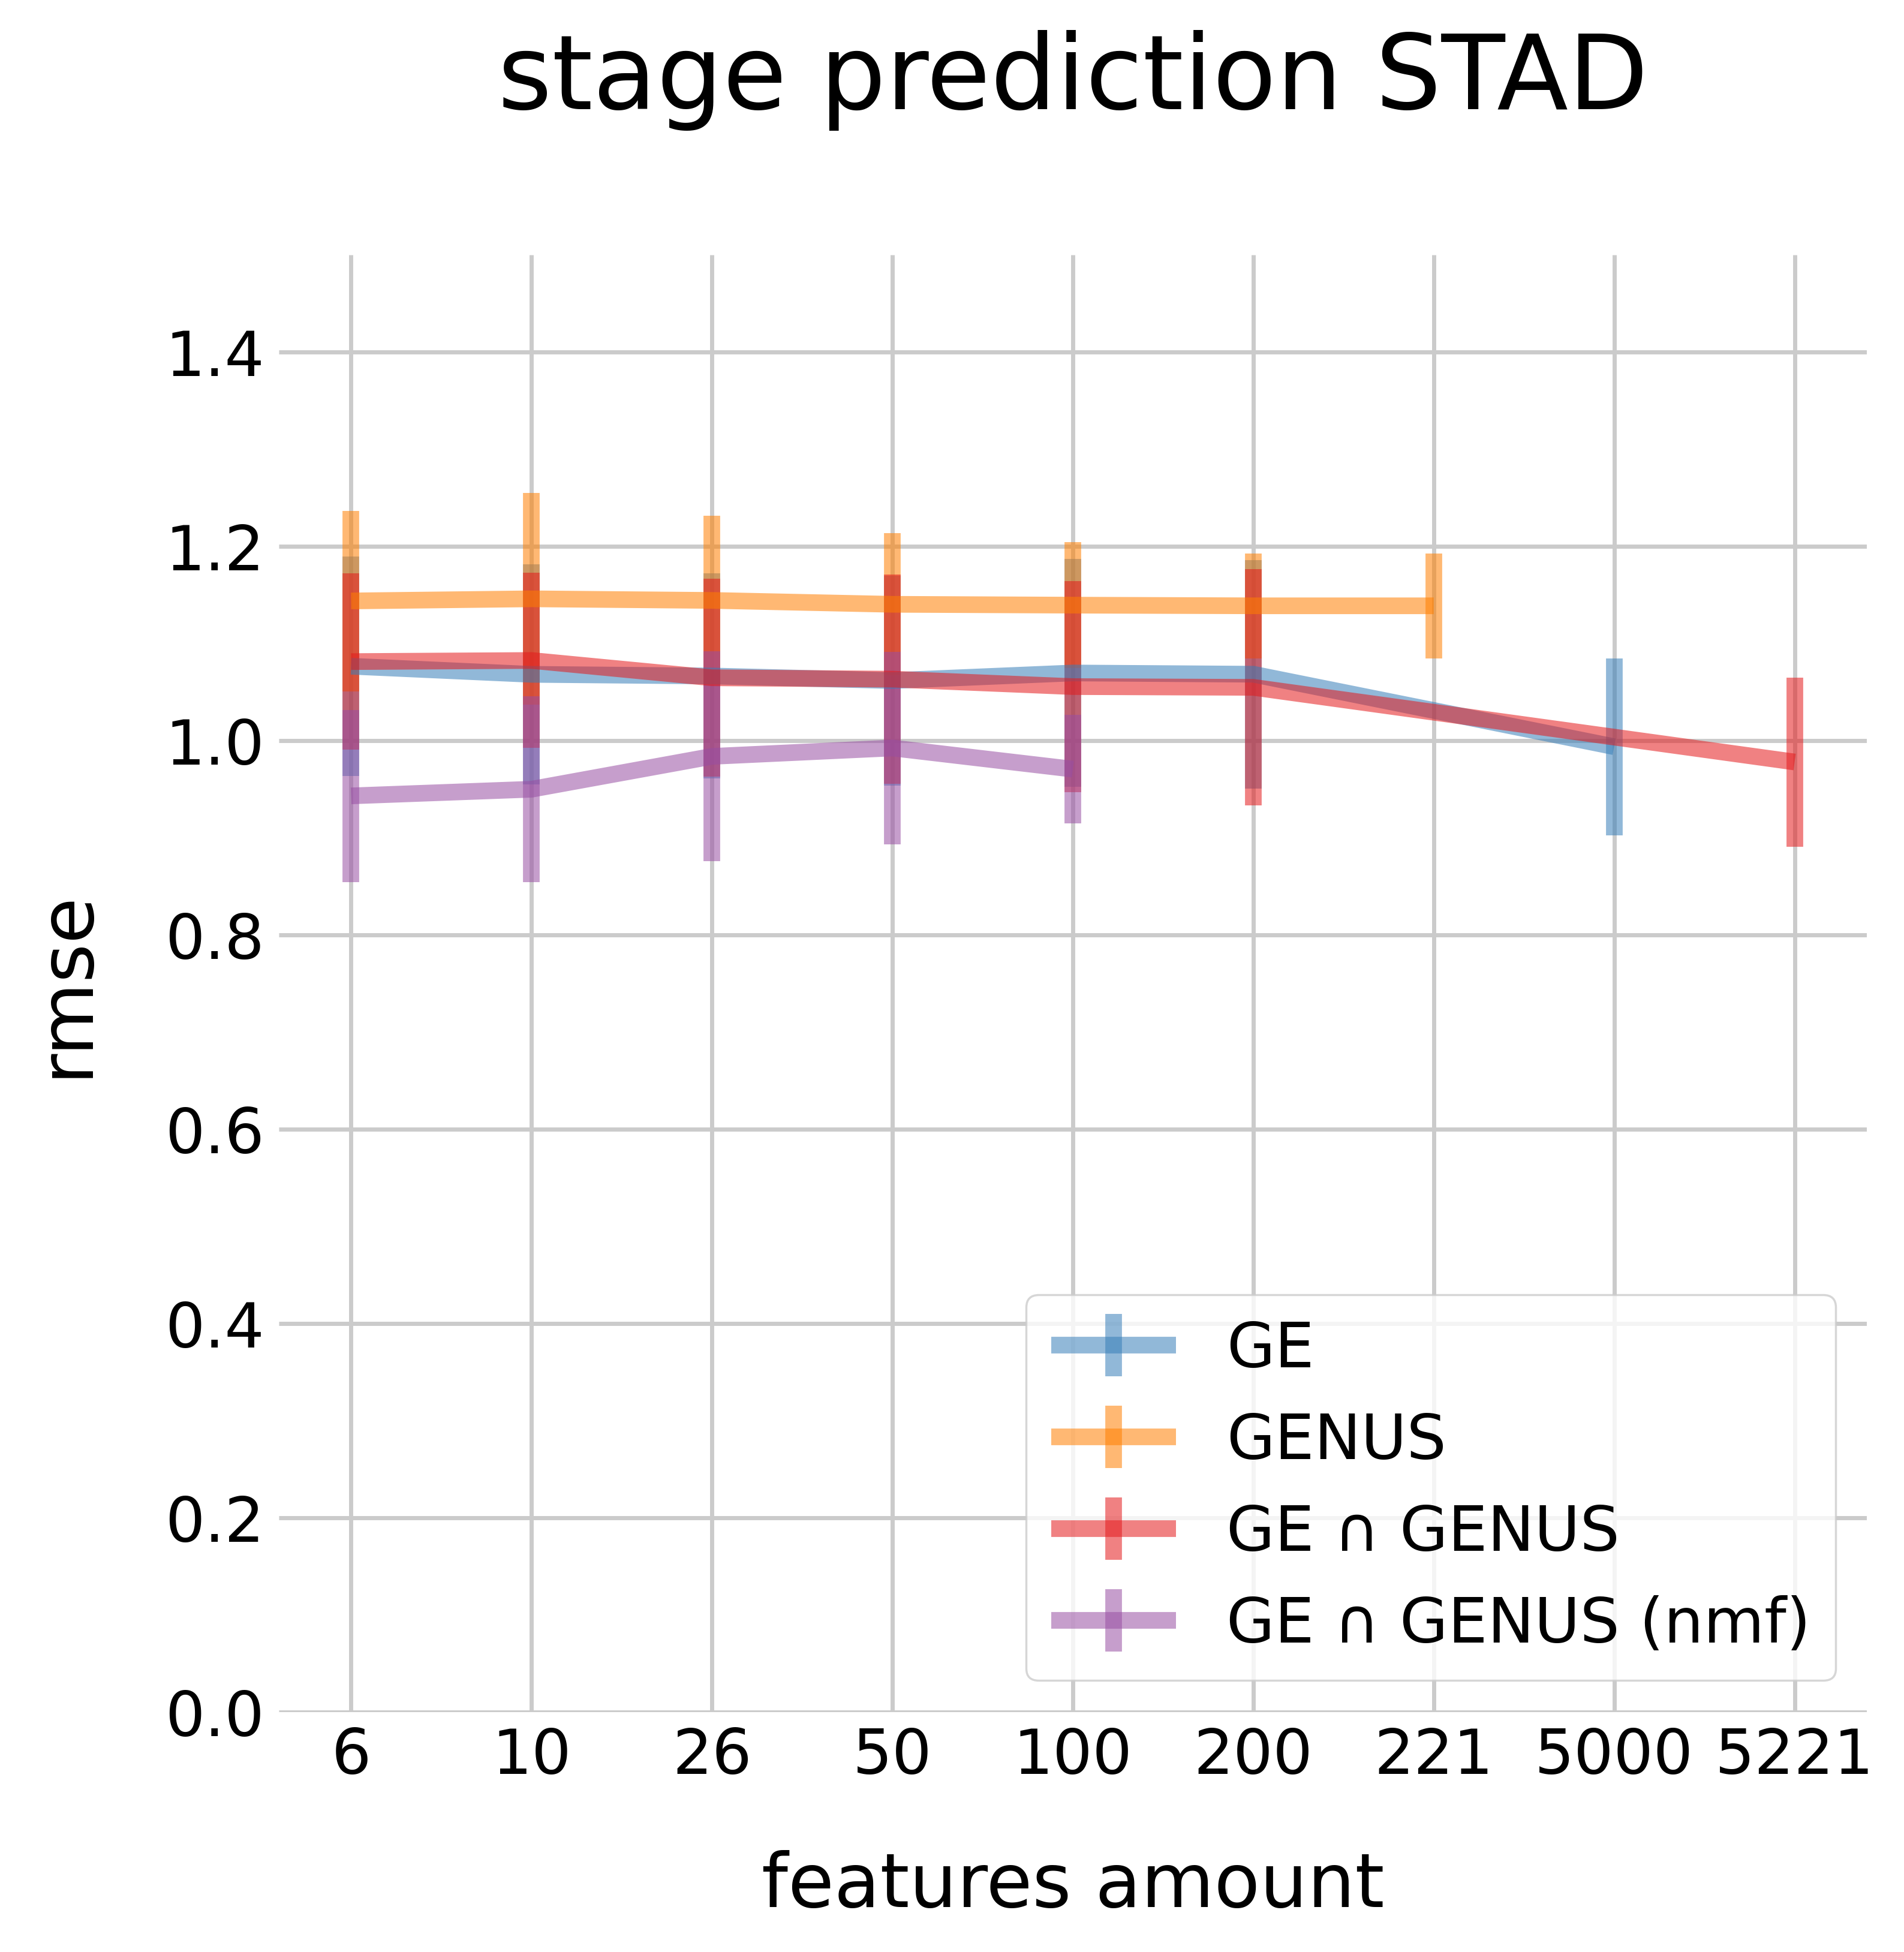 stage prediction STAD
1.4
1.2
1.0
0.8
0.6
0.4
0.2
0.0
rmse
GE
GENUS
GE ∩ GENUS
GE ∩ GENUS (nmf)
6 10 26 50 100 200 221 5000 5221
features amount